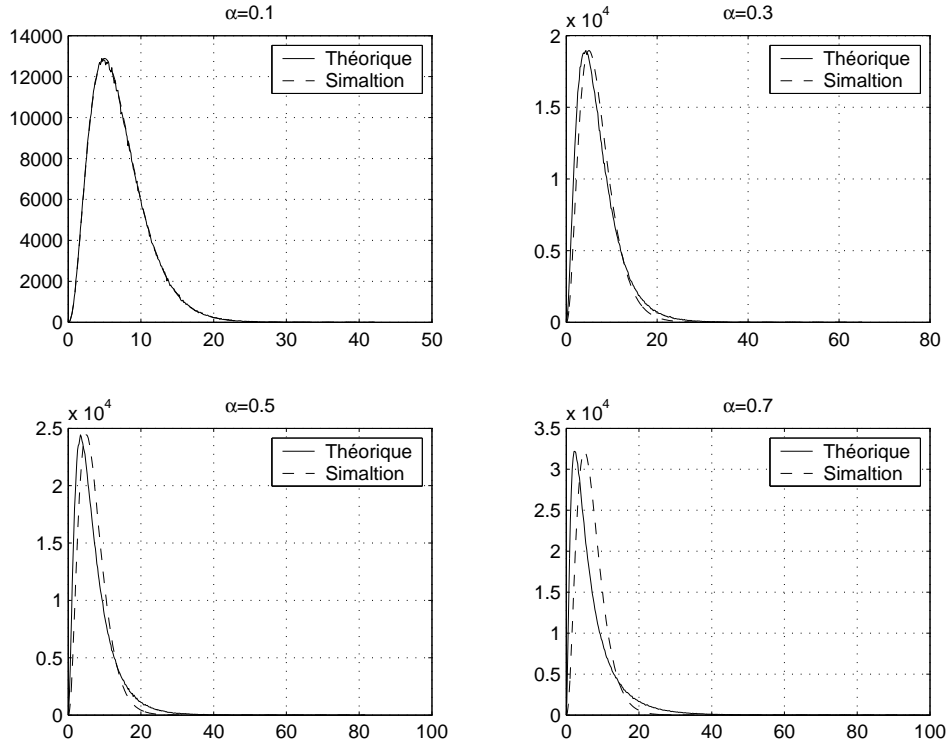 α=0.1
14000
12000
10000
8000
6000
4000
2000
0
0 10 20 30 40 50
Théorique
Simaltion
α=0.3
x 10^4
2
1.5
1
0.5
0
0 20 40 60 80
Théorique
Simaltion
α=0.5
x 10^4
2.5
2
1.5
1
0.5
0
0 20 40 60 80 100
Théorique
Simaltion
α=0.7
x 10^4
3.5
3
2.5
2
1.5
1
0.5
0
0 20 40 60 80 100
Théorique
Simaltion